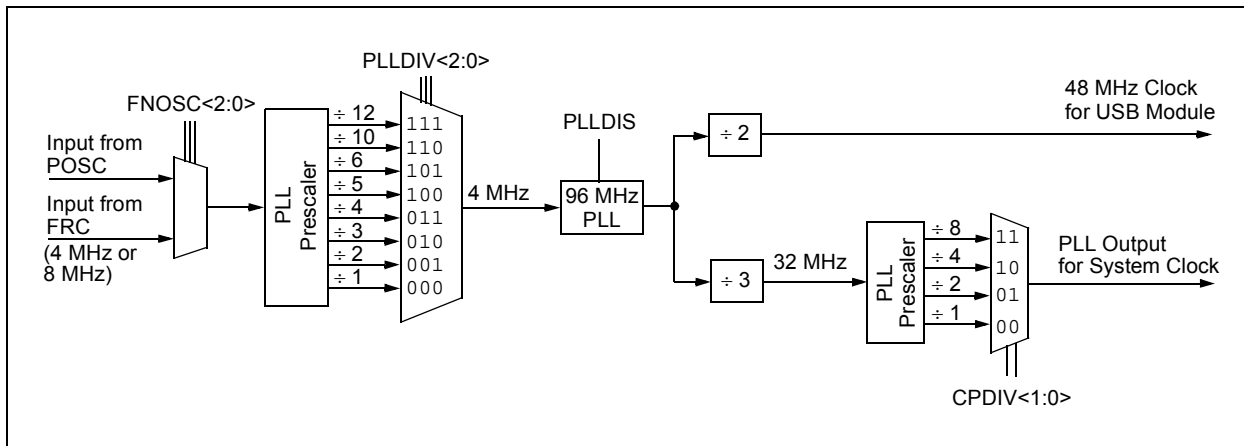 PLLDIV<2:0>
FNOSC<2:0>
Input from
POSC
Input from
FRC
(4 MHz or
8 MHz)
PLL
Prescaler
÷ 12
÷ 10
÷ 6
÷ 5
÷ 4
÷ 3
÷ 2
÷ 1
111
110
101
100
011
010
001
000
4 MHz
PLLDIS
96 MHz
PLL
÷ 2
48 MHz Clock
for USB Module
÷ 3
32 MHz
PLL
Prescaler
÷ 8
÷ 4
÷ 2
÷ 1
11
10
01
00
PLL Output
for System Clock
CPDIV<1:0>